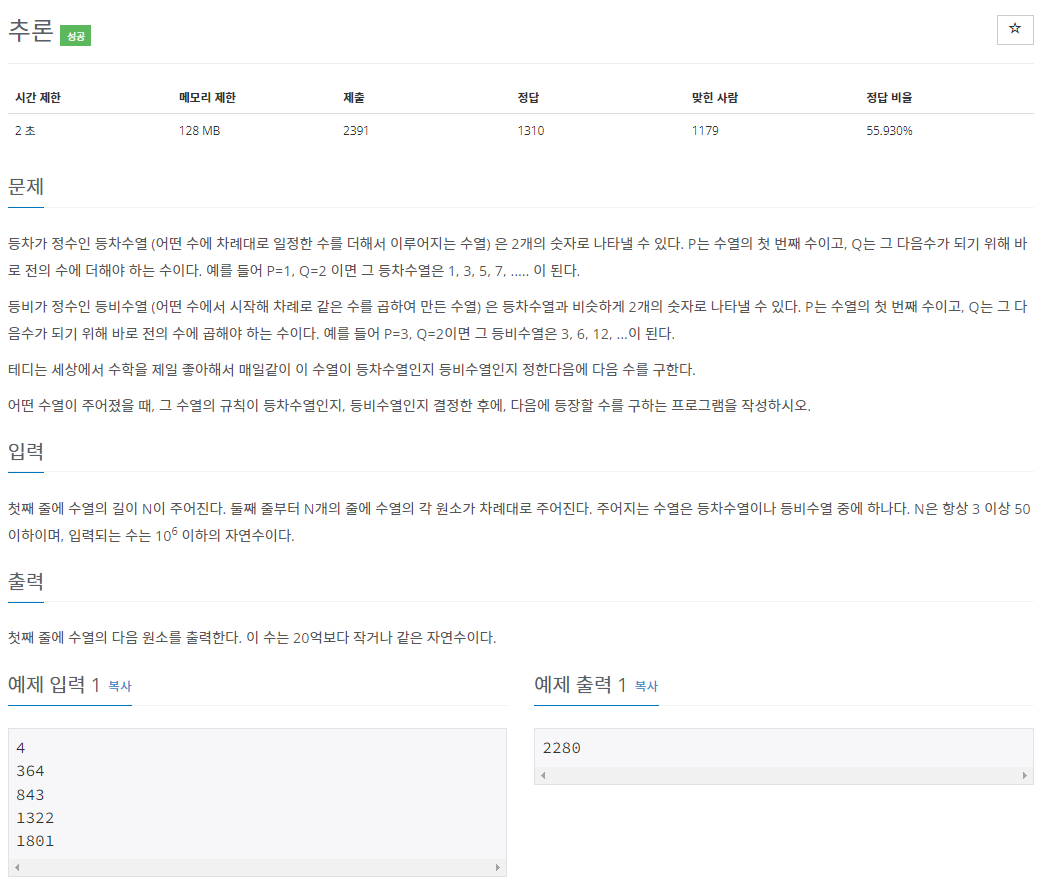 추론 성공
☆
시간 제한 메모리 제한 제출 정답 맞힌 사람 정답 비율
2 초 128 MB 2391 1310 1179 55.930%
문제
등차가 정수인 등차수열 (어떤 수에 차례대로 일정한 수를 더해서 이루어지는 수열) 은 2개의 숫자로 나타낼 수 있다. P는 수열의 첫 번째 수이고, Q는 그 다음수가 되기 위해 바
로 전의 수에 더해야 하는 수이다. 예를 들어 P=1, Q=2 이면 그 등차수열은 1, 3, 5, 7, ..... 이 된다.
등비가 정수인 등비수열 (어떤 수에서 시작해 차례로 같은 수를 곱하여 만든 수열) 은 등차수열과 비슷하게 2개의 숫자로 나타낼 수 있다. P는 수열의 첫 번째 수이고, Q는 그 다
음수가 되기 위해 바로 전의 수에 곱해야 하는 수이다. 예를 들어 P=3, Q=2이면 그 등비수열은 3, 6, 12, ...이 된다.
테디는 세상에서 수학을 제일 좋아해서 매일같이 이 수열이 등차수열인지 등비수열인지 정한다음에 다음 수를 구한다.
어떤 수열이 주어졌을 때, 그 수열의 규칙이 등차수열인지, 등비수열인지 결정한 후에, 다음에 등장할 수를 구하는 프로그램을 작성하시오.
입력
첫째 줄에 수열의 길이 N이 주어진다. 둘째 줄부터 N개의 줄에 수열의 각 원소가 차례대로 주어진다. 주어지는 수열은 등차수열이나 등비수열 중에 하나다. N은 항상 3 이상 50
이하이며, 입력되는 수는 10⁶ 이하의 자연수이다.
출력
첫째 줄에 수열의 다음 원소를 출력한다. 이 수는 20억보다 작거나 같은 자연수이다.
예제 입력 1 복사
4
364
843
1322
1801
예제 출력 1 복사
2280